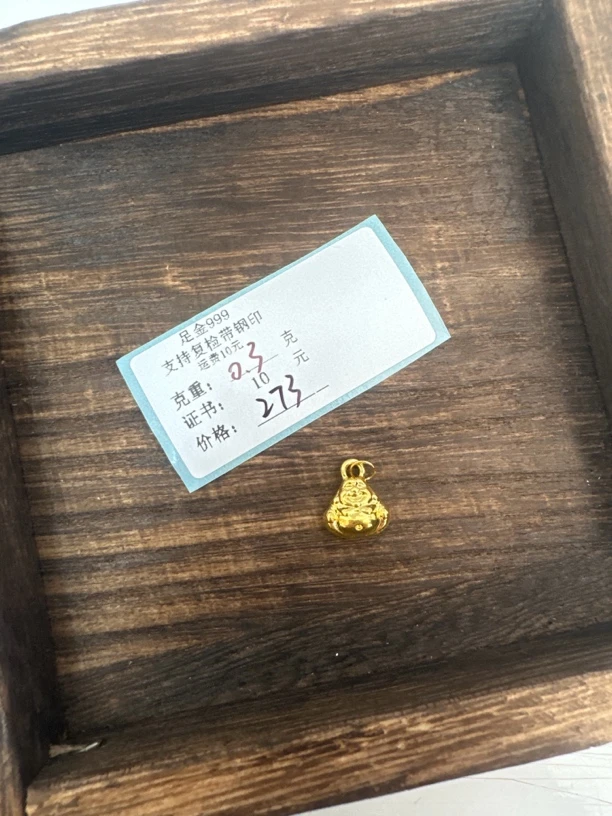 足金999
支持复检带钢印
运费10元
克重： 0.3 克
证书： 10 元
价格： 273